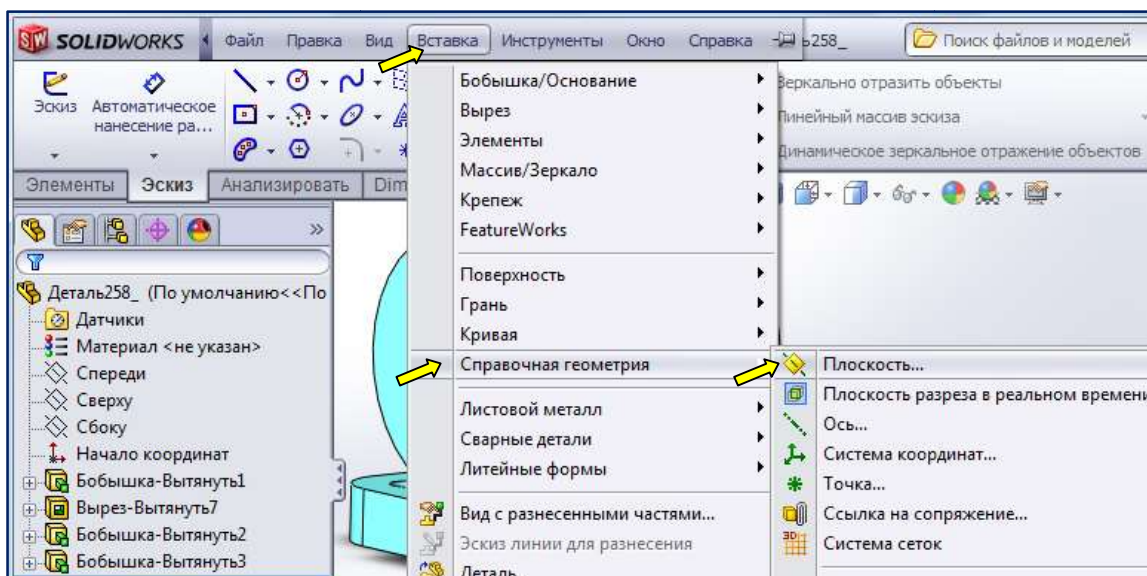 SOLIDWORKS Файл Правка Вид Вставка Инструменты Окно Справка ь258_ Поиск файлов и моделей
Эскиз Автоматическое нанесение ра...
Зеркально отразить объекты
Линейный массив эскиза
Динамическое зеркальное отражение объектов
Элементы Эскиз Анализировать Dim
Деталь258_ (По умолчанию<<По
Датчики
Материал <не указан>
Спереди
Сверху
Сбоку
Начало координат
Бобышка-Вытянуть1
Вырез-Вытянуть7
Бобышка-Вытянуть2
Бобышка-Вытянуть3
Бобышка/Основание
Вырез
Элементы
Массив/Зеркало
Крепеж
FeatureWorks
Поверхность
Грань
Кривая
Справочная геометрия
Листовой металл
Сварные детали
Литейные формы
Вид с разнесенными частями...
Эскиз линии для разнесения
Деталь
Плоскость...
Плоскость разреза в реальном времени
Ось...
Система координат...
Точка...
Ссылка на сопряжение...
Система сеток